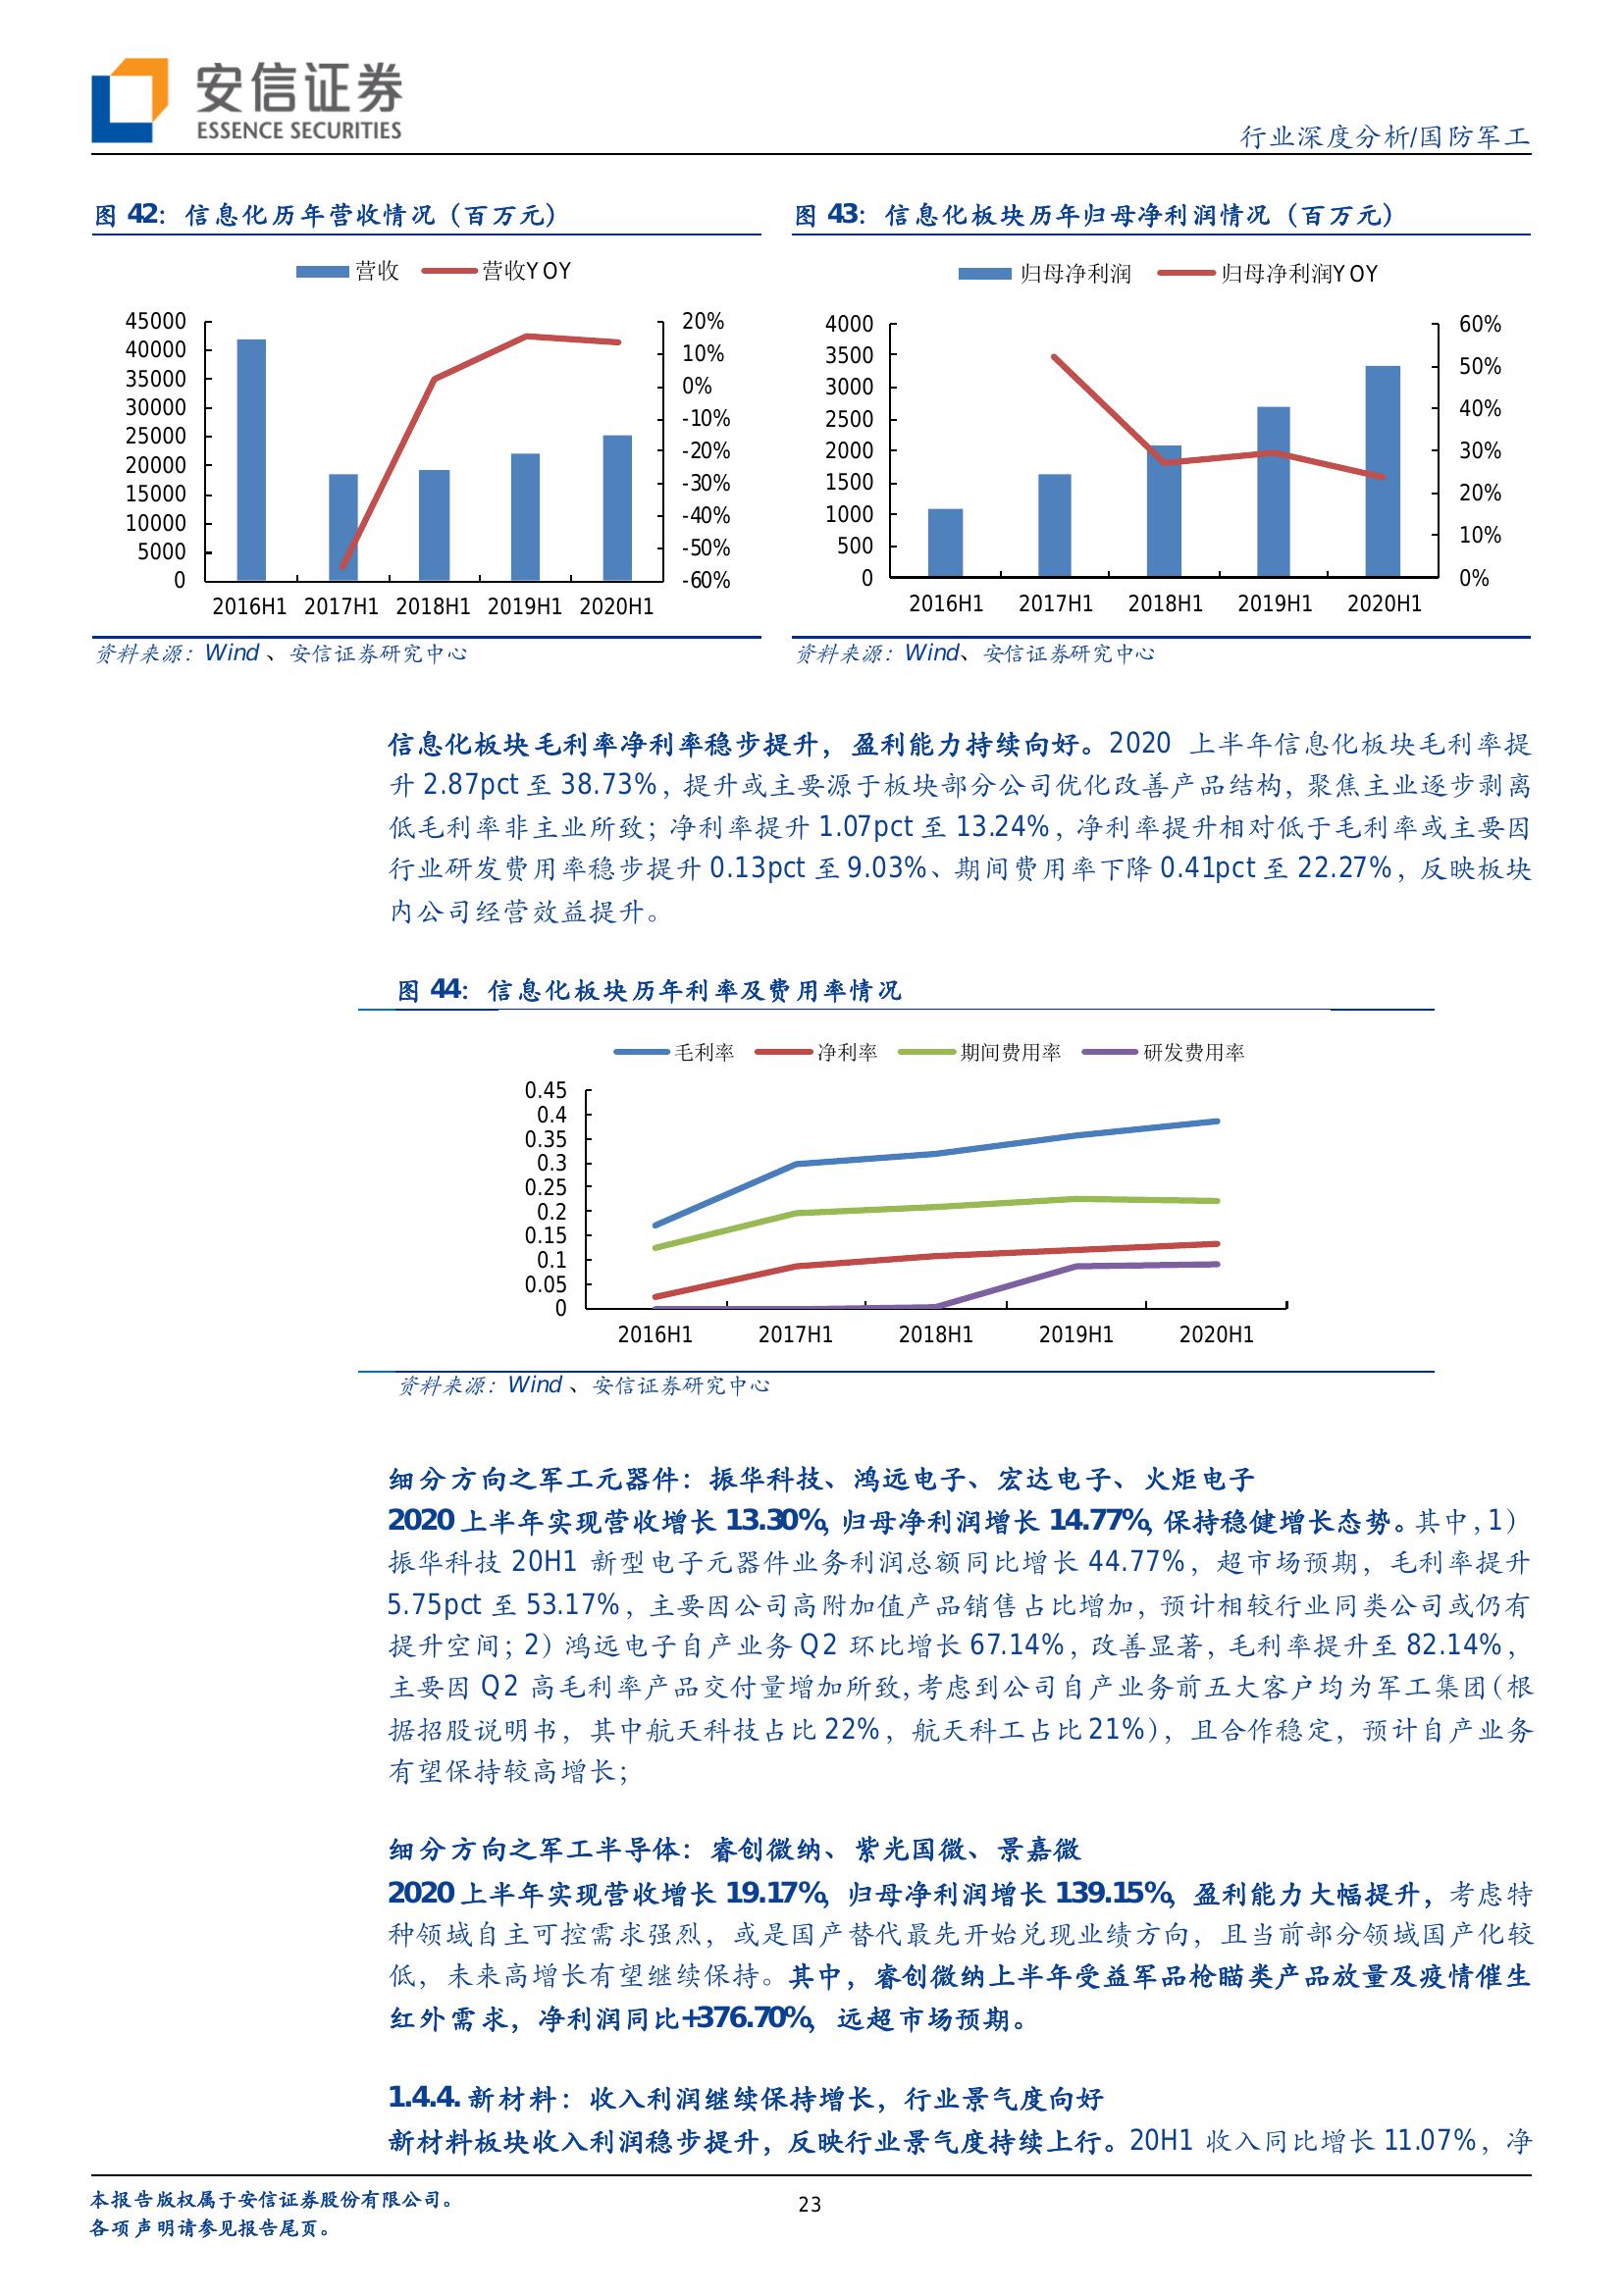 安信证券
ESSENCE SECURITIES
行业深度分析/国防军工
图 42：信息化历年营收情况（百万元）
营收 营收YOY
45000
40000
35000
30000
25000
20000
15000
10000
5000
0
20%
10%
0%
-10%
-20%
-30%
-40%
-50%
-60%
2016H1 2017H1 2018H1 2019H1 2020H1
资料来源：Wind 、安信证券研究中心
图 43：信息化板块历年归母净利润情况（百万元）
归母净利润 归母净利润YOY
4000
3500
3000
2500
2000
1500
1000
500
0
60%
50%
40%
30%
20%
10%
0%
2016H1 2017H1 2018H1 2019H1 2020H1
资料来源：Wind、安信证券研究中心
信息化板块毛利率净利率稳步提升，盈利能力持续向好。2020 上半年信息化板块毛利率提
升 2.87pct 至 38.73%，提升或主要源于板块部分公司优化改善产品结构，聚焦主业逐步剥离
低毛利率非主业所致；净利率提升 1.07pct 至 13.24%，净利率提升相对低于毛利率或主要因
行业研发费用率稳步提升 0.13pct 至 9.03%、期间费用率下降 0.41pct 至 22.27%，反映板块
内公司经营效益提升。
图 44：信息化板块历年利率及费用率情况
毛利率 净利率 期间费用率 研发费用率
0.45
0.4
0.35
0.3
0.25
0.2
0.15
0.1
0.05
0
2016H1 2017H1 2018H1 2019H1 2020H1
资料来源：Wind 、安信证券研究中心
细分方向之军工元器件：振华科技、鸿远电子、宏达电子、火炬电子
2020 上半年实现营收增长 13.30%，归母净利润增长 14.77%，保持稳健增长态势。其中，1）
振华科技 20H1 新型电子元器件业务利润总额同比增长 44.77%，超市场预期，毛利率提升
5.75pct 至 53.17%，主要因公司高附加值产品销售占比增加，预计相较行业同类公司或仍有
提升空间；2）鸿远电子自产业务 Q2 环比增长 67.14%，改善显著，毛利率提升至 82.14%，
主要因 Q2 高毛利率产品交付量增加所致，考虑到公司自产业务前五大客户均为军工集团（根
据招股说明书，其中航天科技占比 22%，航天科工占比 21%），且合作稳定，预计自产业务
有望保持较高增长；
细分方向之军工半导体：睿创微纳、紫光国微、景嘉微
2020 上半年实现营收增长 19.17%，归母净利润增长 139.15%，盈利能力大幅提升，考虑特
种领域自主可控需求强烈，或是国产替代最先开始兑现业绩方向，且当前部分领域国产化较
低，未来高增长有望继续保持。其中，睿创微纳上半年受益军品枪瞄类产品放量及疫情催生
红外需求，净利润同比+376.70%，远超市场预期。
1.4.4. 新材料：收入利润继续保持增长，行业景气度向好
新材料板块收入利润稳步提升，反映行业景气度持续上行。20H1 收入同比增长 11.07%，净
本报告版权属于安信证券股份有限公司。
各项声明请参见报告尾页。
23